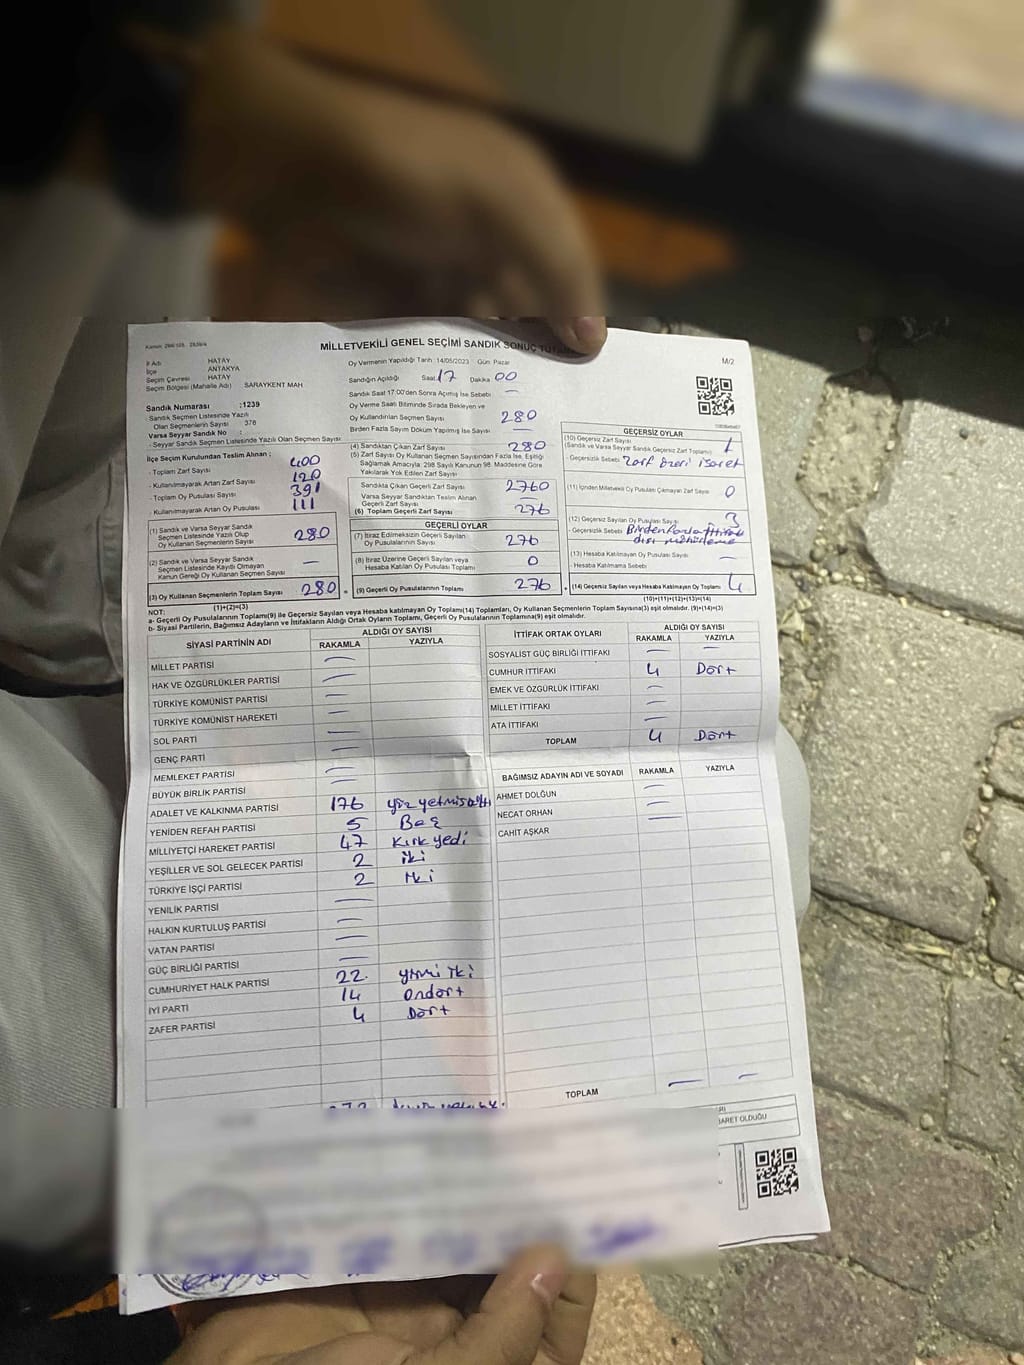 MİLLETVEKİLİ GENEL SEÇİMİ SANDIK SONUÇ
M/2
İl Adı HATAY
İlçe ANTAKYA
Seçim Çevresi HATAY
Seçim Bölgesi (Mahalle Adı) SARAYKENT MAH
Sandık Numarası :1239
- Sandık Seçmen Listesinde Yazılı
Olan Seçmenlerin Sayısı 378
Varsa Seyyar Sandık No :
- Seyyar Sandık Seçmen Listesinde Yazılı Olan Seçmen Sayısı
İlçe Seçim Kurulundan Teslim Alınan ;
- Toplam Zarf Sayısı 400
- Kullanılmayarak Artan Zarf Sayısı 120
- Toplam Oy Pusulası Sayısı 391
- Kullanılmayarak Artan Oy Pusulası 111
(1) Sandık ve Varsa Seyyar Sandık
Seçmen Listesinde Yazılı Olup
Oy Kullanan Seçmenlerin Sayısı 280
(2) Sandık ve Varsa Seyyar Sandık
Seçmen Listesinde Kayıtlı Olmayan
Kanun Gereği Oy Kullanan Seçmen Sayısı —
(3) Oy Kullanan Seçmenlerin Toplam Sayısı 280
(1)+(2)=(3)
Oy Vermenin Yapıldığı Tarih :14/05/2023 Gün: Pazar
Sandığın Açıldığı Saat 17 Dakika 00
Sandık Saat 17:00'den Sonra Açılmış İse Sebebi —
Oy Verme Saati Bitiminde Sırada Bekleyen ve
Oy Kullandırılan Seçmen Sayısı 280
Birden Fazla Sayım Döküm Yapılmış İse Sayısı —
(4) Sandıktan Çıkan Zarf Sayısı 280
(5) Zarf Sayısı Oy Kullanan Seçmen Sayısından Fazla İse, Eşitliği
Sağlamak Amacıyla; 298 Sayılı Kanunun 98. Maddesine Göre
Yakılarak Yok Edilen Zarf Sayısı
Sandıkta Çıkan Geçerli Zarf Sayısı 2760
Varsa Seyyar Sandıktan Teslim Alınan
Geçerli Zarf Sayısı —
(6) Toplam Geçerli Zarf Sayısı 276
GEÇERLİ OYLAR
(7) İtiraz Edilmeksizin Geçerli Sayılan
Oy Pusulalarının Sayısı 276
(8) İtiraz Üzerine Geçerli Sayılan veya
Hesaba Katılan Oy Pusulası Toplamı 0
(9) Geçerli Oy Pusulalarının Toplamı 276
GEÇERSİZ OYLAR
(10) Geçersiz Zarf Sayısı
(Sandık ve Varsa Seyyar Sandık Geçersiz Zarf Toplamı) 1
- Geçersizlik Sebebi Zarf üzeri işaret
(11) İçinden Milletvekili Oy Pusulası Çıkmayan Zarf Sayısı 0
(12) Geçersiz Sayılan Oy Pusulası Sayısı 3
- Geçersizlik Sebebi Birden Fazla ittifak
dışı mühürleme
(13) Hesaba Katılmayan Oy Pusulası Sayısı —
- Hesaba Katılmama Sebebi
(14) Geçersiz Sayılan veya Hesaba Katılmayan Oy Toplamı 4
(10)+(11)+(12)+(13)=(14)
NOT:
a- Geçerli Oy Pusulalarının Toplamı(9) ile Geçersiz Sayılan veya Hesaba katılmayan Oy Toplamı(14) Toplamları, Oy Kullanan Seçmenlerin Toplam Sayısına(3) eşit olmalıdır. (9)+(14)=(3)
b- Siyasi Partilerin, Bağımsız Adayların ve İttifakların Aldığı Ortak Oyların Toplamı, Geçerli Oy Pusulalarının Toplamına(9) eşit olmalıdır.
SİYASİ PARTİNİN ADI ALDIĞI OY SAYISI
RAKAMLA YAZIYLA
MİLLET PARTİSİ —
HAK VE ÖZGÜRLÜKLER PARTİSİ —
TÜRKİYE KOMÜNİST PARTİSİ —
TÜRKİYE KOMÜNİST HAREKETİ —
SOL PARTİ —
GENÇ PARTİ —
MEMLEKET PARTİSİ —
BÜYÜK BİRLİK PARTİSİ —
ADALET VE KALKINMA PARTİSİ 176 yüz yetmiş altı
YENİDEN REFAH PARTİSİ 5 Beş
MİLLİYETÇİ HAREKET PARTİSİ 47 Kırk yedi
YEŞİLLER VE SOL GELECEK PARTİSİ 2 iki
TÜRKİYE İŞÇİ PARTİSİ 2 iki
YENİLİK PARTİSİ —
HALKIN KURTULUŞ PARTİSİ —
VATAN PARTİSİ —
GÜÇ BİRLİĞİ PARTİSİ —
CUMHURİYET HALK PARTİSİ 22 yirmi iki
İYİ PARTİ 14 Ondört
ZAFER PARTİSİ 4 Dört
İTTİFAK ORTAK OYLARI ALDIĞI OY SAYISI
RAKAMLA YAZIYLA
SOSYALİST GÜÇ BİRLİĞİ İTTİFAKI — —
CUMHUR İTTİFAKI 4 Dört
EMEK VE ÖZGÜRLÜK İTTİFAKI —
MİLLET İTTİFAKI —
ATA İTTİFAKI —
TOPLAM 4 Dört
BAĞIMSIZ ADAYIN ADI VE SOYADI RAKAMLA YAZIYLA
AHMET DOLĞUN —
NECAT ORHAN —
CAHİT AŞKAR —
TOPLAM — —
BARET OLDUĞU